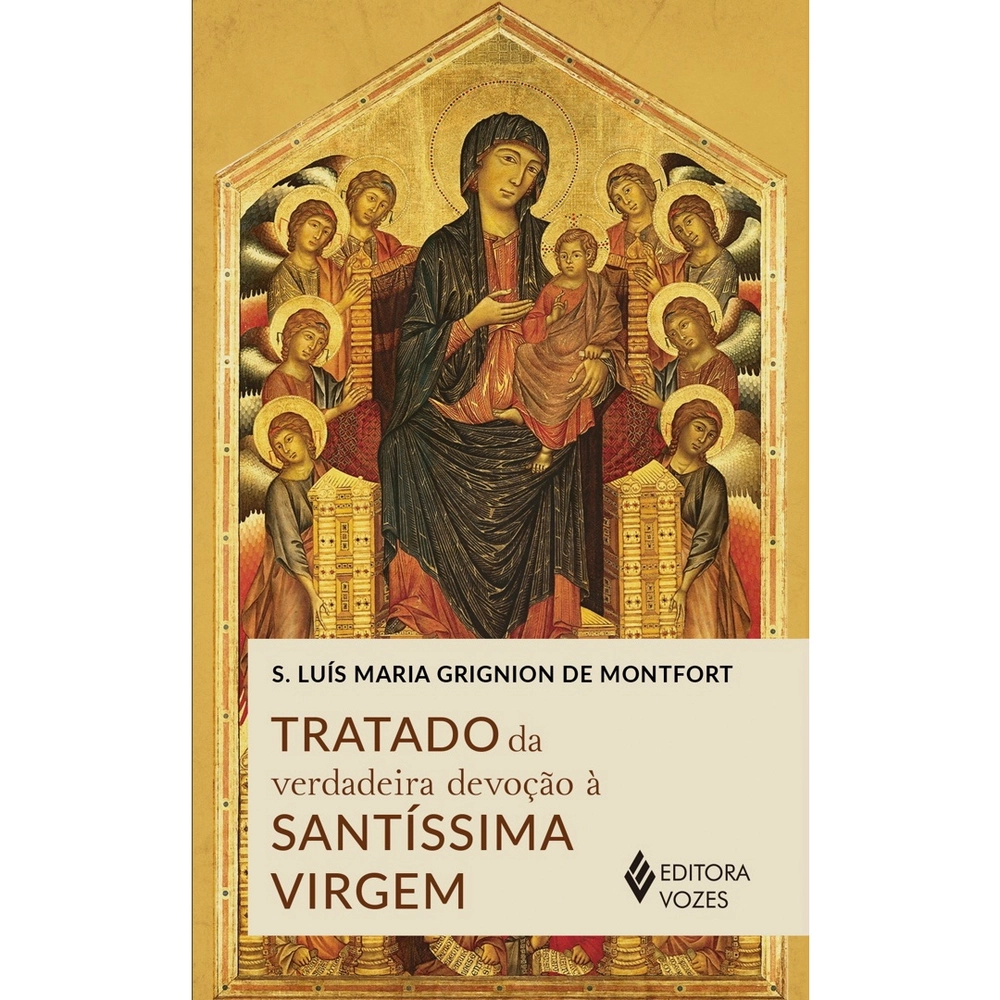 S. LUÍS MARIA GRIGNION DE MONTFORT
TRATADO da
verdadeira devoção à
SANTÍSSIMA
VIRGEM
EDITORA
VOZES